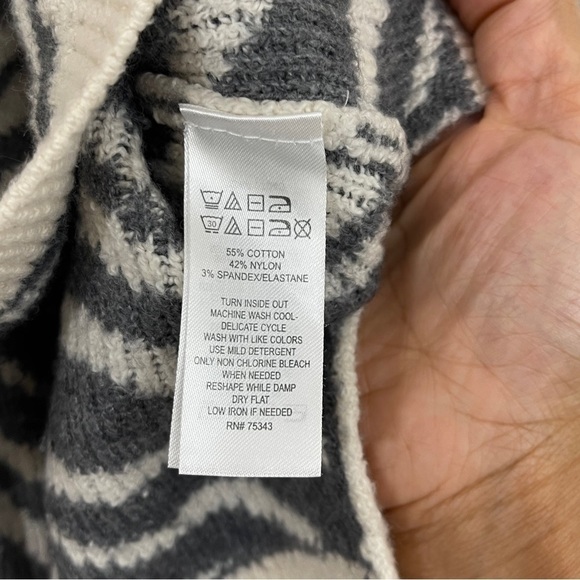 30
55% COTTON
42% NYLON
3% SPANDEX/ELASTANE
TURN INSIDE OUT
MACHINE WASH COOL-
DELICATE CYCLE
WASH WITH LIKE COLORS
USE MILD DETERGENT
ONLY NON CHLORINE BLEACH
WHEN NEEDED
RESHAPE WHILE DAMP
DRY FLAT
LOW IRON IF NEEDED
RN# 75343